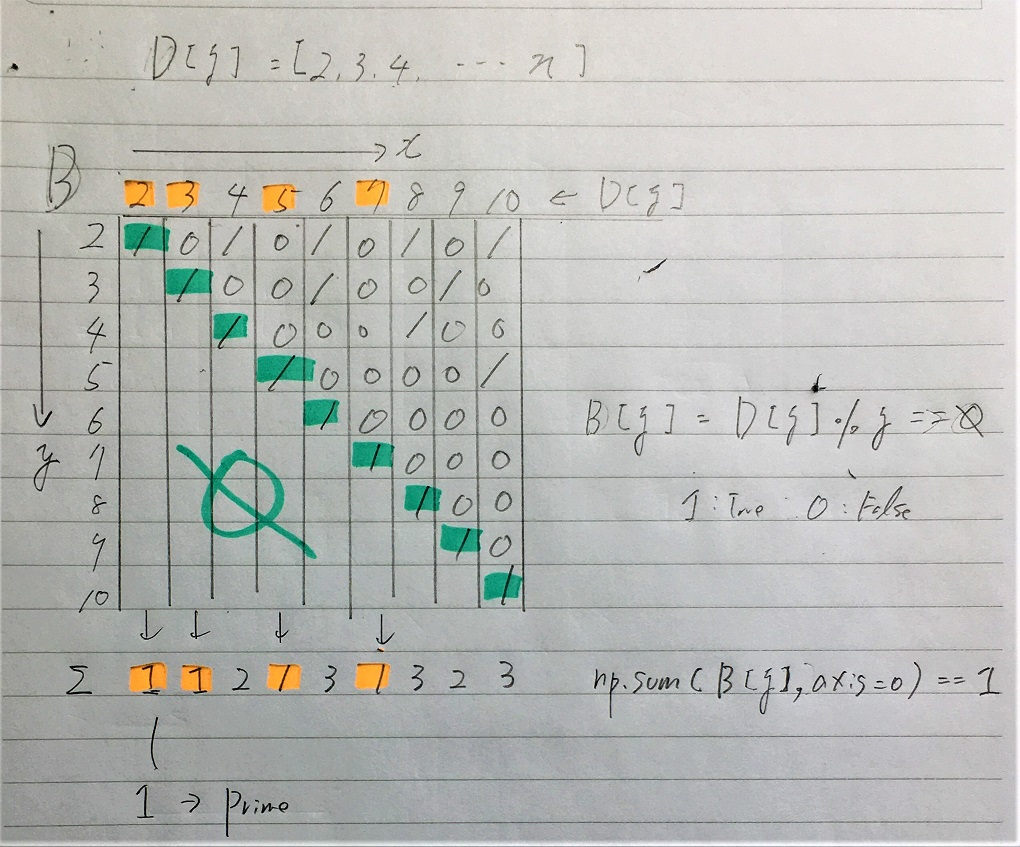 D[y] = [2, 3, 4, ... n]
B → x
2 3 4 5 6 7 8 9 10 ← D[y]
2 1 0 1 0 1 0 1 0 1
3 1 0 0 1 0 0 1 0
4 1 0 0 0 1 0 0
5 1 0 0 0 0 1
6 1 0 0 0 0
B[y] = D[y] % y == 0
y 7 1 0 0 0
8 1 0 0
1 : True 0 : False
9 1 0
10 1
0
↓ ↓ ↓ ↓
Σ 1 1 2 1 3 1 3 2 3 np.sum(B[y], axis=0) == 1
1 → Prime